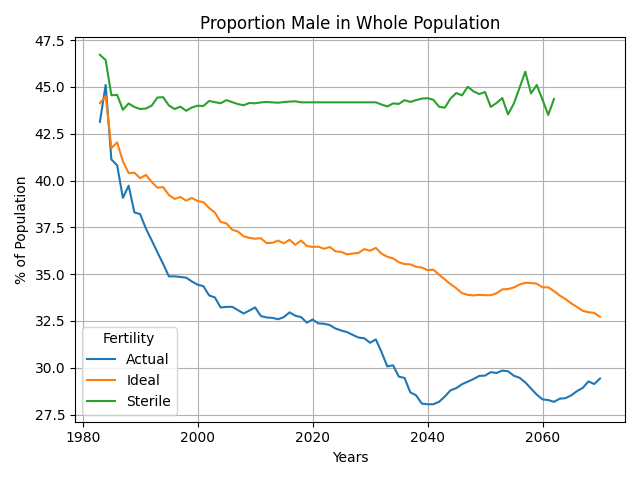 Proportion Male in Whole Population
47.5
45.0
42.5
40.0
37.5
35.0
32.5
30.0
27.5
% of Population
Fertility
Actual
Ideal
Sterile
1980
2000
2020
2040
2060
Years